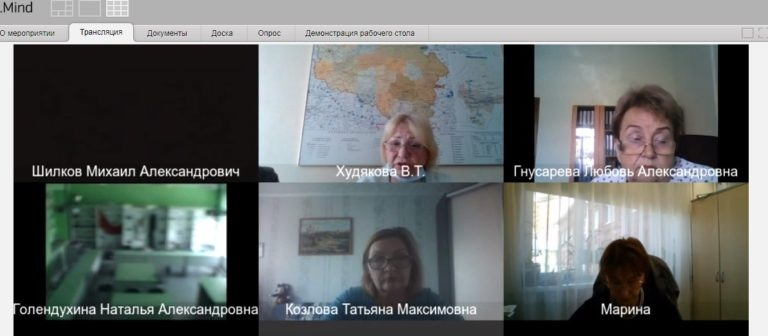 .Mind
О мероприятии Трансляция Документы Доска Опрос Демонстрация рабочего стола
Шилков Михаил Александрович Худякова В.Т. Гнусарева Любовь Александровна
Голендухина Наталья Александровна Козлова Татьяна Максимовна Марина